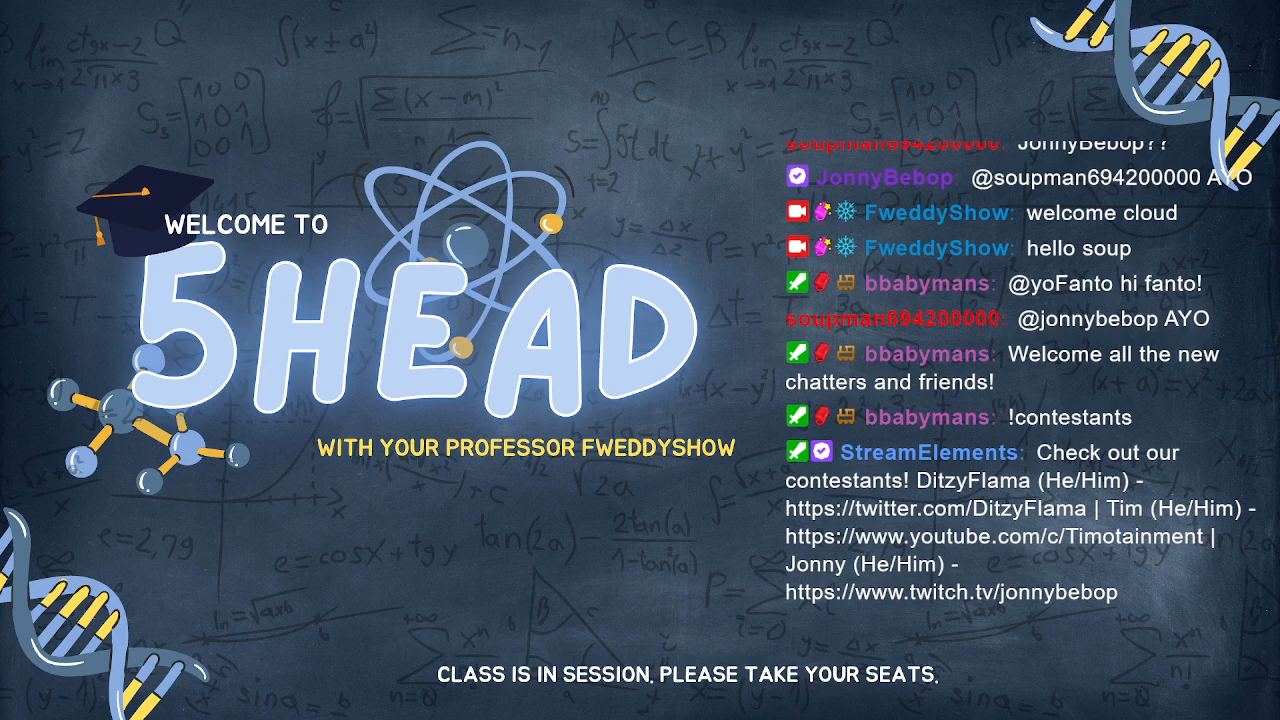 WELCOME TO
5HEAD
WITH YOUR PROFESSOR FWEDDYSHOW
soupman694200000: JonnyBebop??
JonnyBebop: @soupman694200000 AYO
FweddyShow: welcome cloud
FweddyShow: hello soup
bbabymans: @yoFanto hi fanto!
soupman694200000: @jonnybebop AYO
bbabymans: Welcome all the new
chatters and friends!
bbabymans: !contestants
StreamElements: Check out our
contestants! DitzyFlama (He/Him) -
https://twitter.com/DitzyFlama | Tim (He/Him) -
https://www.youtube.com/c/Timotainment |
Jonny (He/Him) -
https://www.twitch.tv/jonnybebop
CLASS IS IN SESSION, PLEASE TAKE YOUR SEATS.